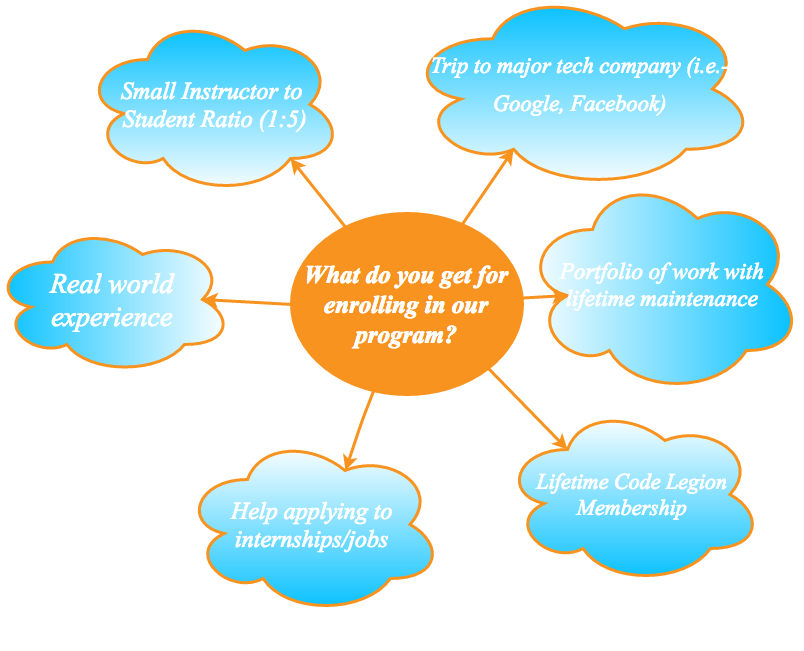 Small Instructor to
Student Ratio (1:5)
Trip to major tech company (i.e.-
Google, Facebook)
What do you get for
enrolling in our
program?
Real world
experience
Portfolio of work with
lifetime maintenance
Help applying to
internships/jobs
Lifetime Code Legion
Membership